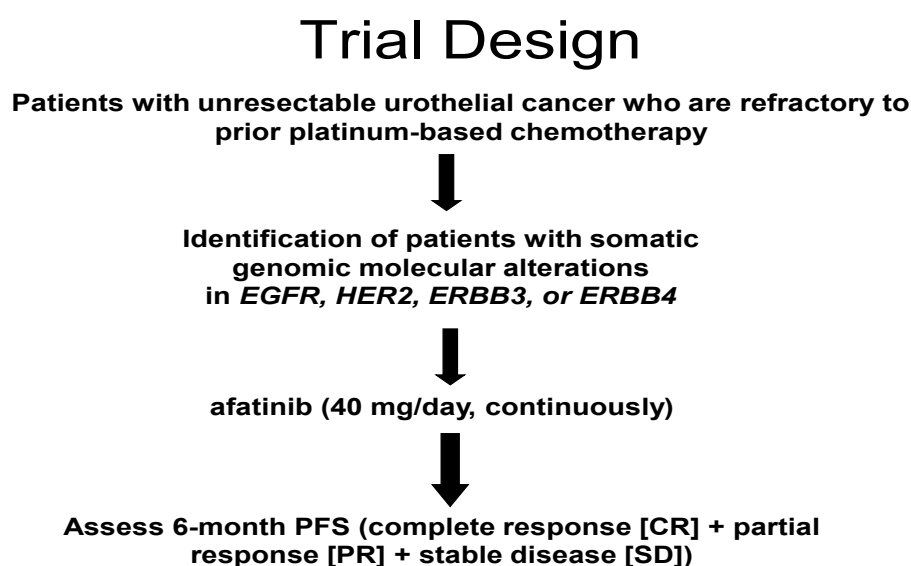 Trial Design
Patients with unresectable urothelial cancer who are refractory to
prior platinum-based chemotherapy
Identification of patients with somatic
genomic molecular alterations
in EGFR, HER2, ERBB3, or ERBB4
afatinib (40 mg/day, continuously)
Assess 6-month PFS (complete response [CR] + partial
response [PR] + stable disease [SD])